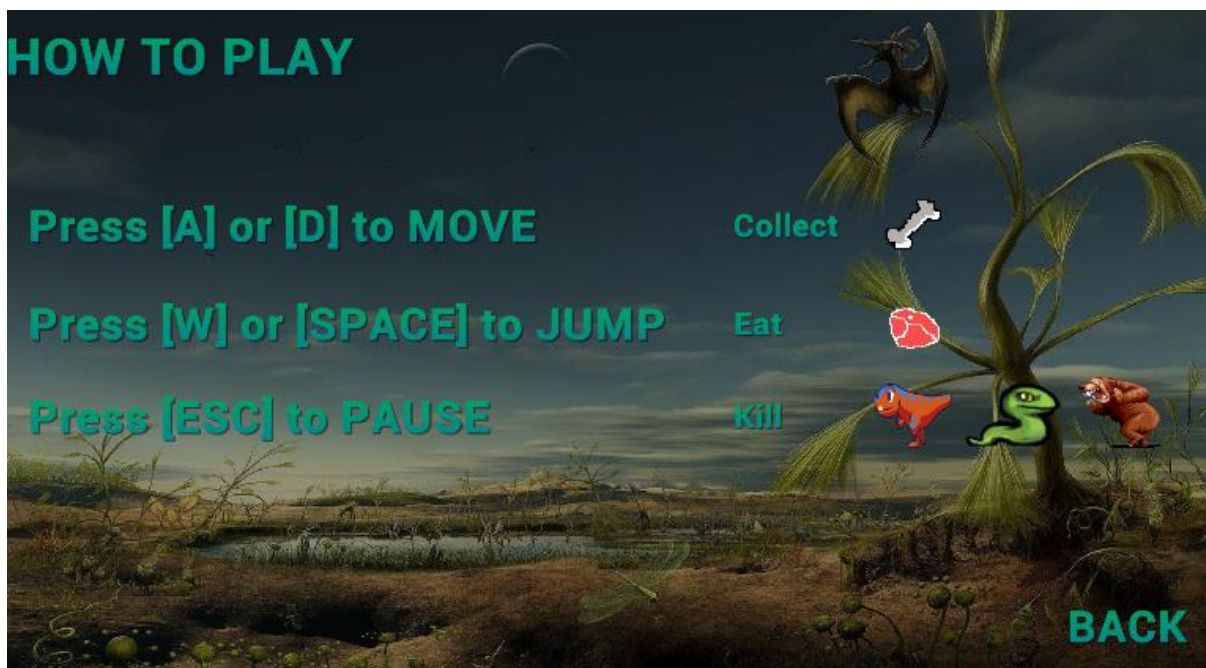 HOW TO PLAY
Press [A] or [D] to MOVE
Collect
Press [W] or [SPACE] to JUMP
Eat
Press [ESC] to PAUSE
Kill
BACK